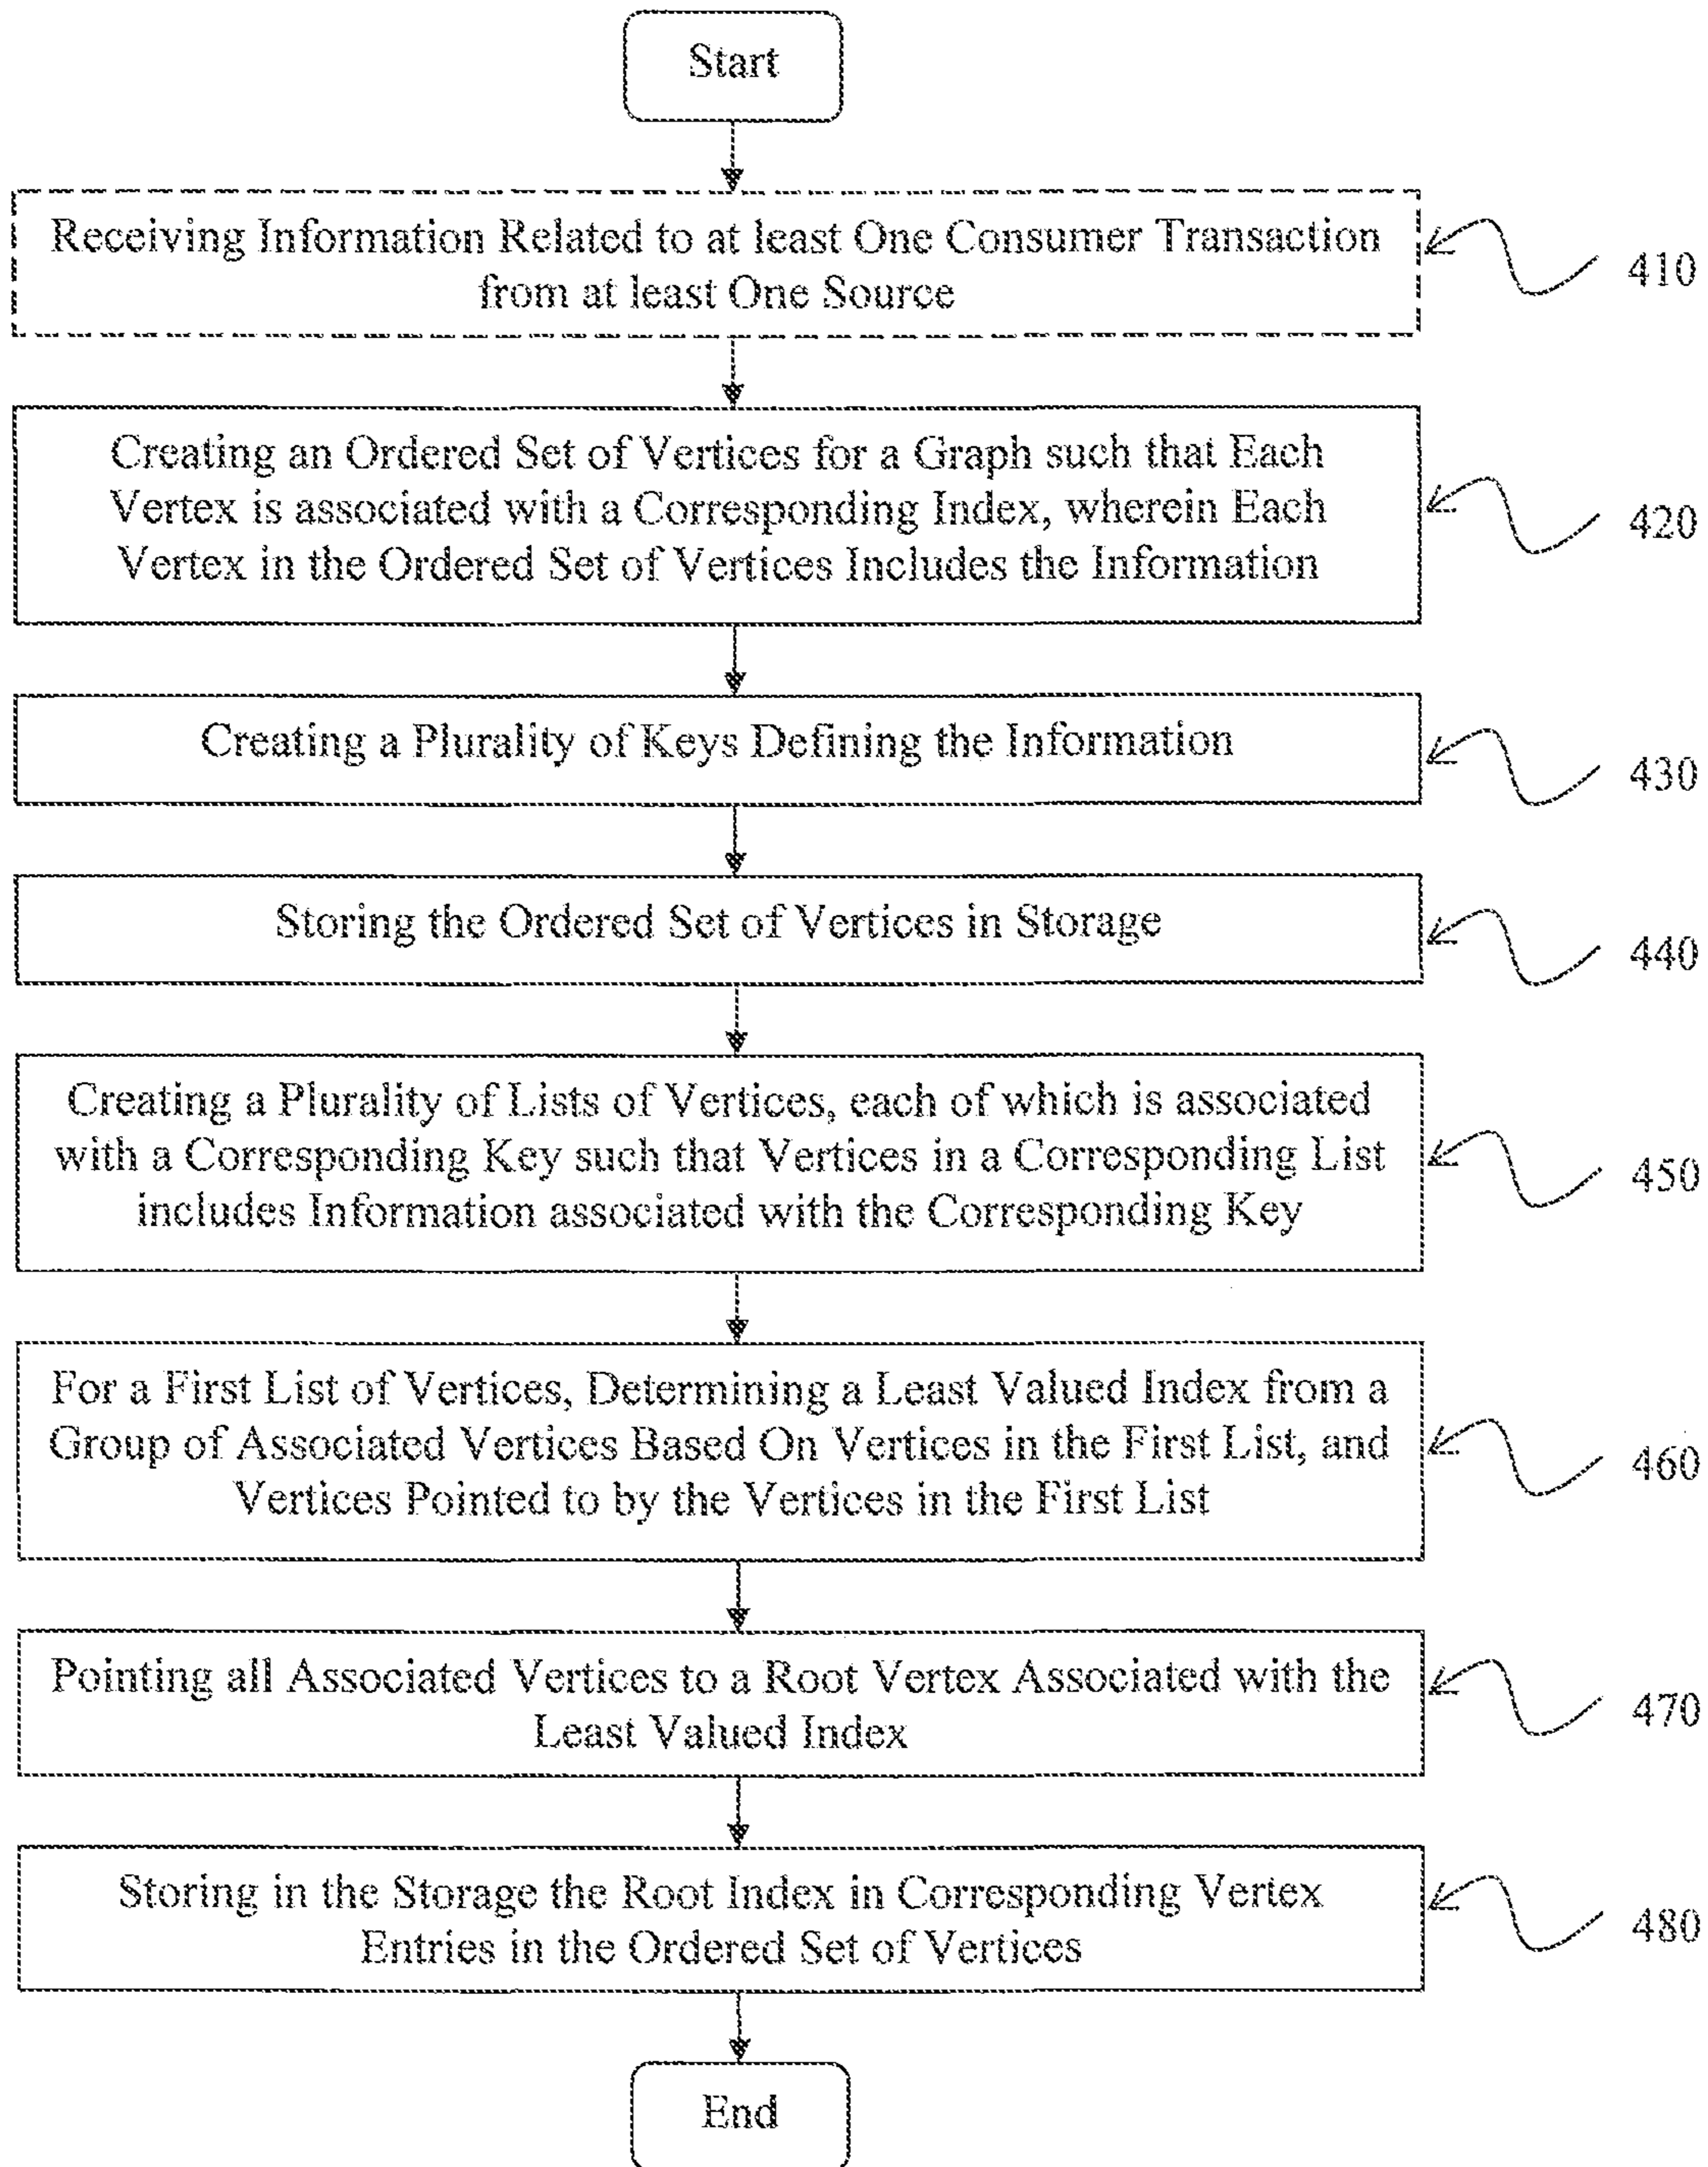 Start
Receiving Information Related to at least One Consumer Transaction
from at least One Source
410
Creating an Ordered Set of Vertices for a Graph such that Each
Vertex is associated with a Corresponding Index, wherein Each
Vertex in the Ordered Set of Vertices Includes the Information
420
Creating a Plurality of Keys Defining the Information
430
Storing the Ordered Set of Vertices in Storage
440
Creating a Plurality of Lists of Vertices, each of which is associated
with a Corresponding Key such that Vertices in a Corresponding List
includes Information associated with the Corresponding Key
450
For a First List of Vertices, Determining a Least Valued Index from a
Group of Associated Vertices Based On Vertices in the First List, and
Vertices Pointed to by the Vertices in the First List
460
Pointing all Associated Vertices to a Root Vertex Associated with the
Least Valued Index
470
Storing in the Storage the Root Index in Corresponding Vertex
Entries in the Ordered Set of Vertices
480
End